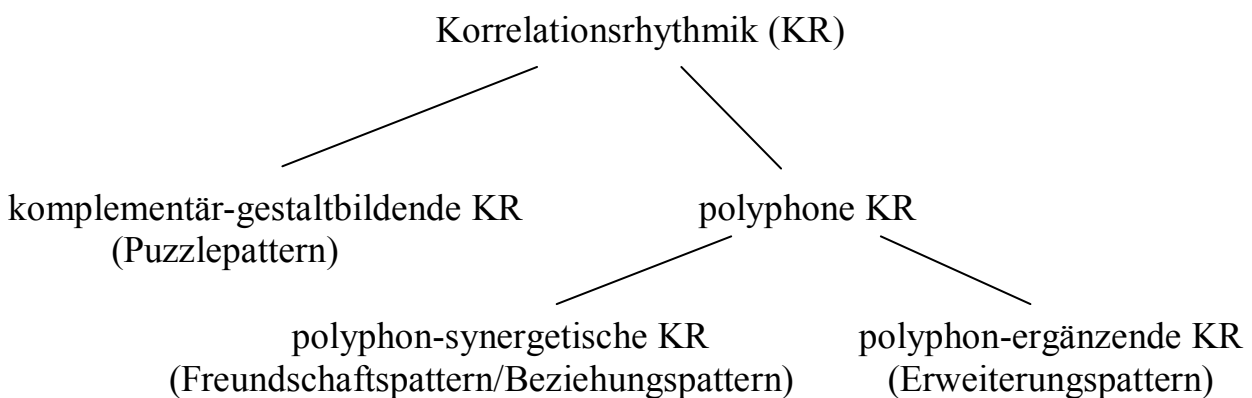 Korrelationsrhythmik (KR)
komplementär-gestaltbildende KR
(Puzzlepattern)
polyphone KR
polyphon-synergetische KR
(Freundschaftspattern/Beziehungspattern)
polyphon-ergänzende KR
(Erweiterungspattern)